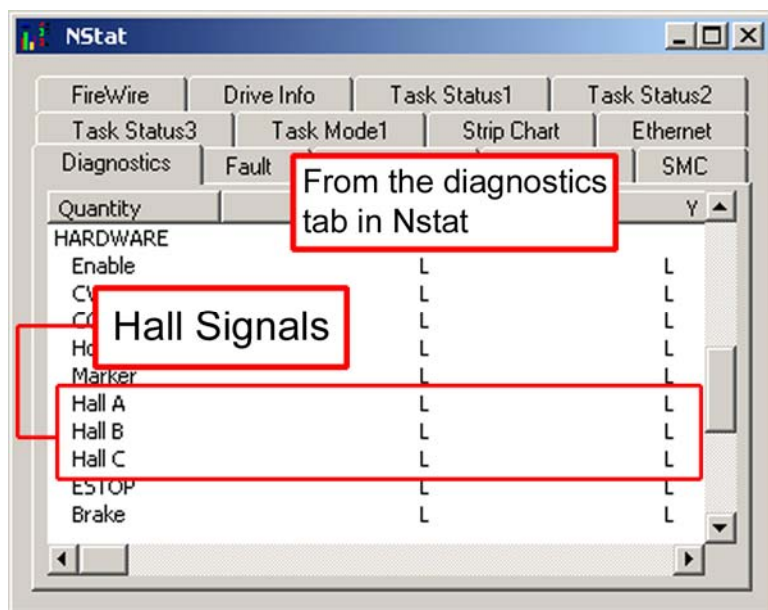 NStat
FireWire Drive Info Task Status1 Task Status2
Task Status3 Task Mode1 Strip Chart Ethernet
Diagnostics Fault SMC
From the diagnostics
tab in Nstat
Quantity Y
HARDWARE
Enable L L
L L
Hall Signals
L L
L L
Marker L L
Hall A L L
Hall B L L
Hall C L L
ESTOP L L
Brake L L